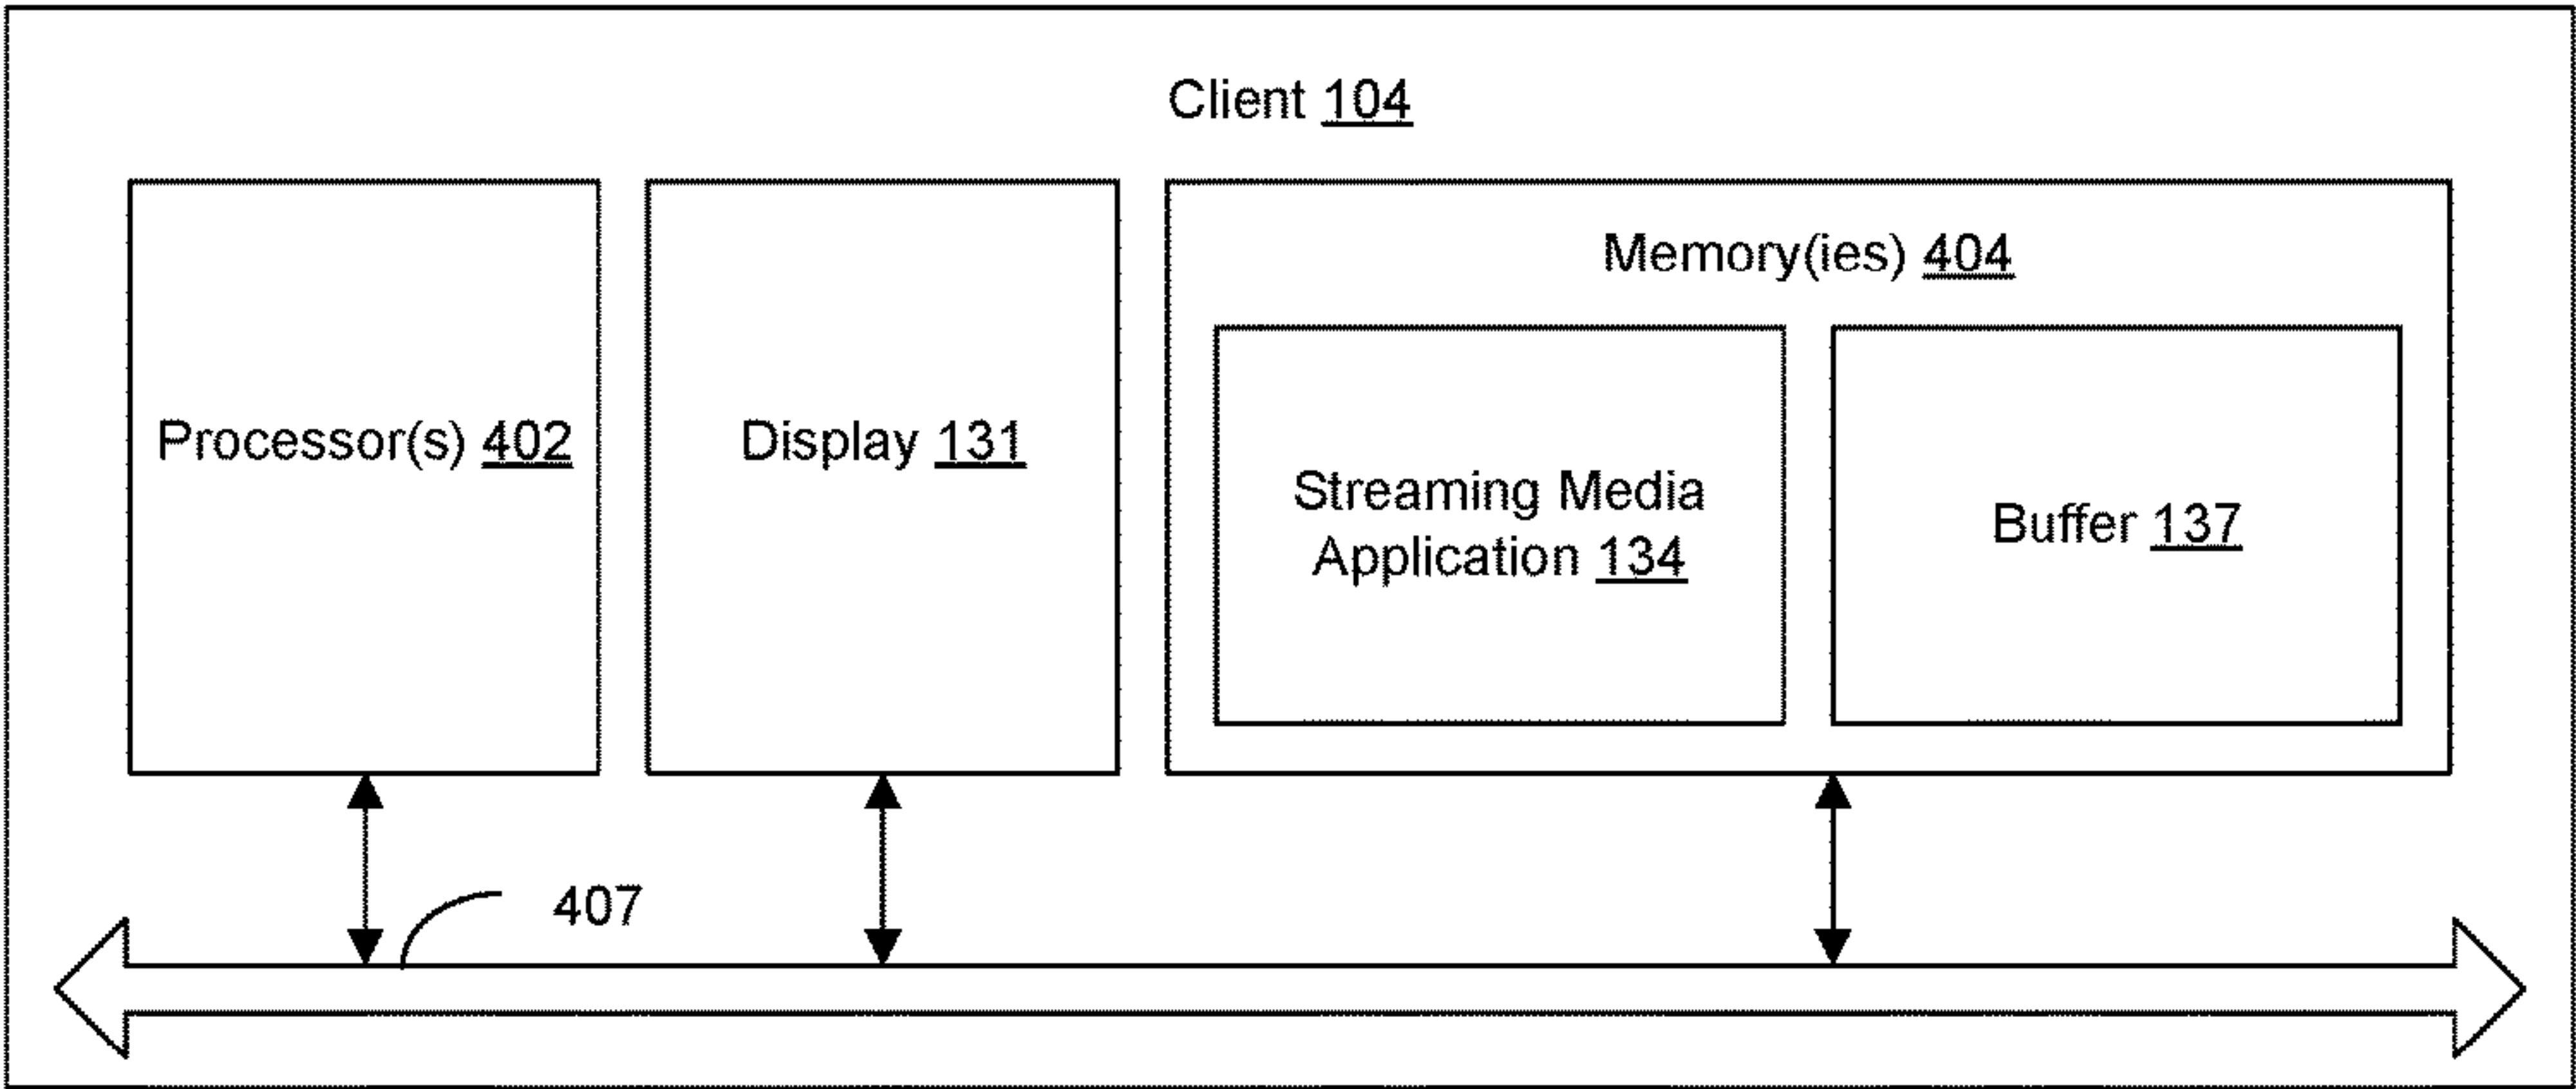 Client 104
Memory(ies) 404
Processor(s) 402
Display 131
Streaming Media
Application 134
Buffer 137
407